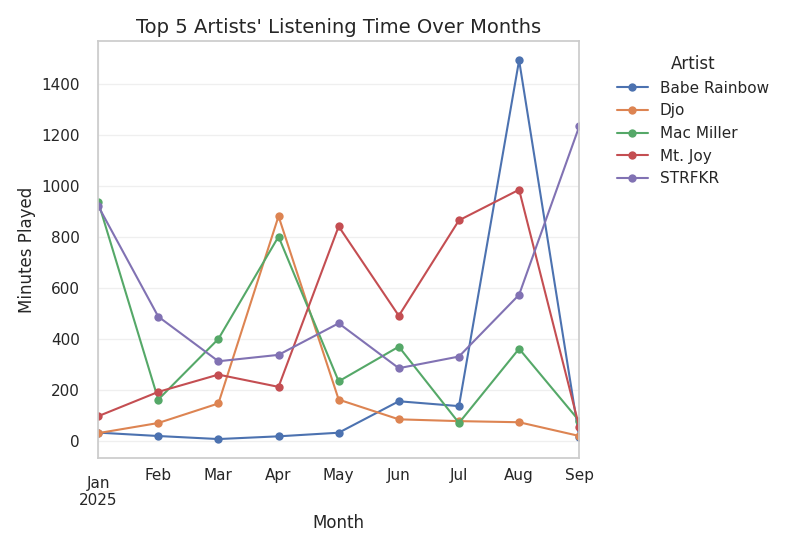 Top 5 Artists' Listening Time Over Months
Artist
Babe Rainbow
Djo
Mac Miller
Mt. Joy
STRFKR
Minutes Played
1400
1200
1000
800
600
400
200
0
Jan
2025
Feb
Mar
Apr
May
Jun
Jul
Aug
Sep
Month